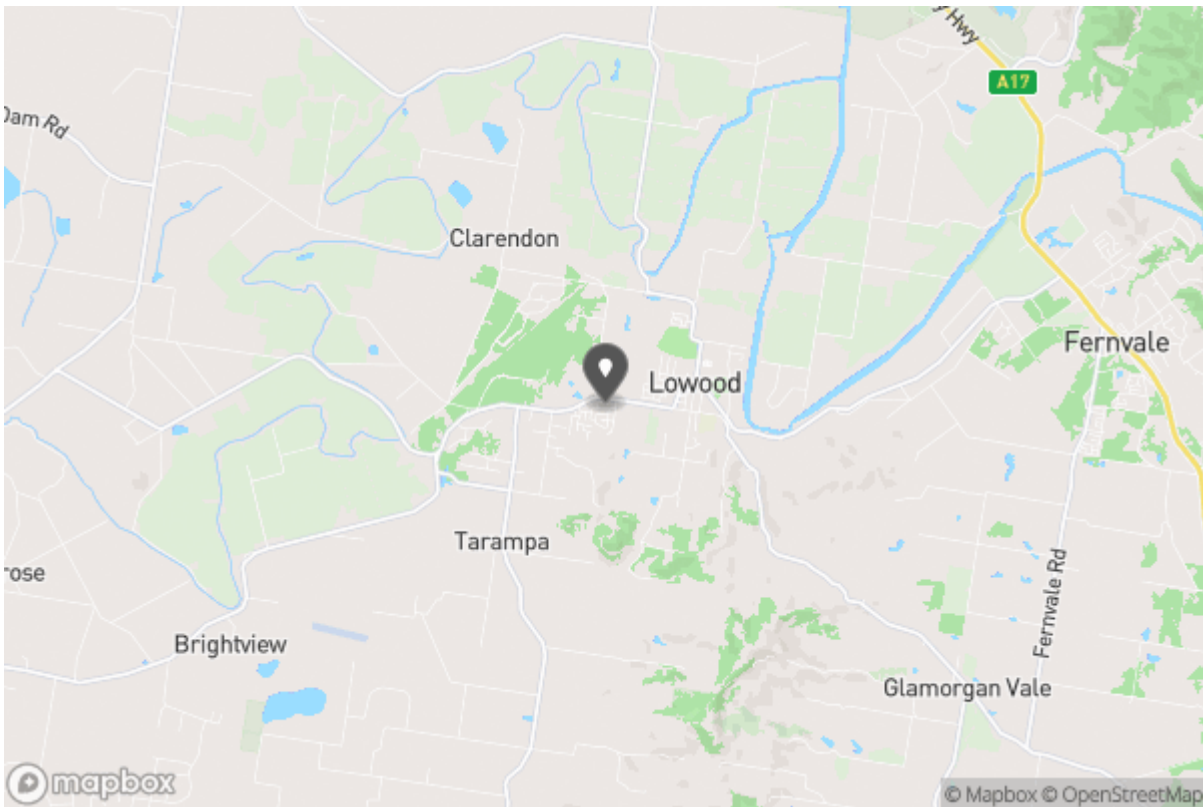 y Hwy
A17
Dam Rd
Clarendon
Fernvale
Lowood
Tarampa
rose
Fernvale Rd
Brightview
Glamorgan Vale
mapbox
© Mapbox © OpenStreetMap